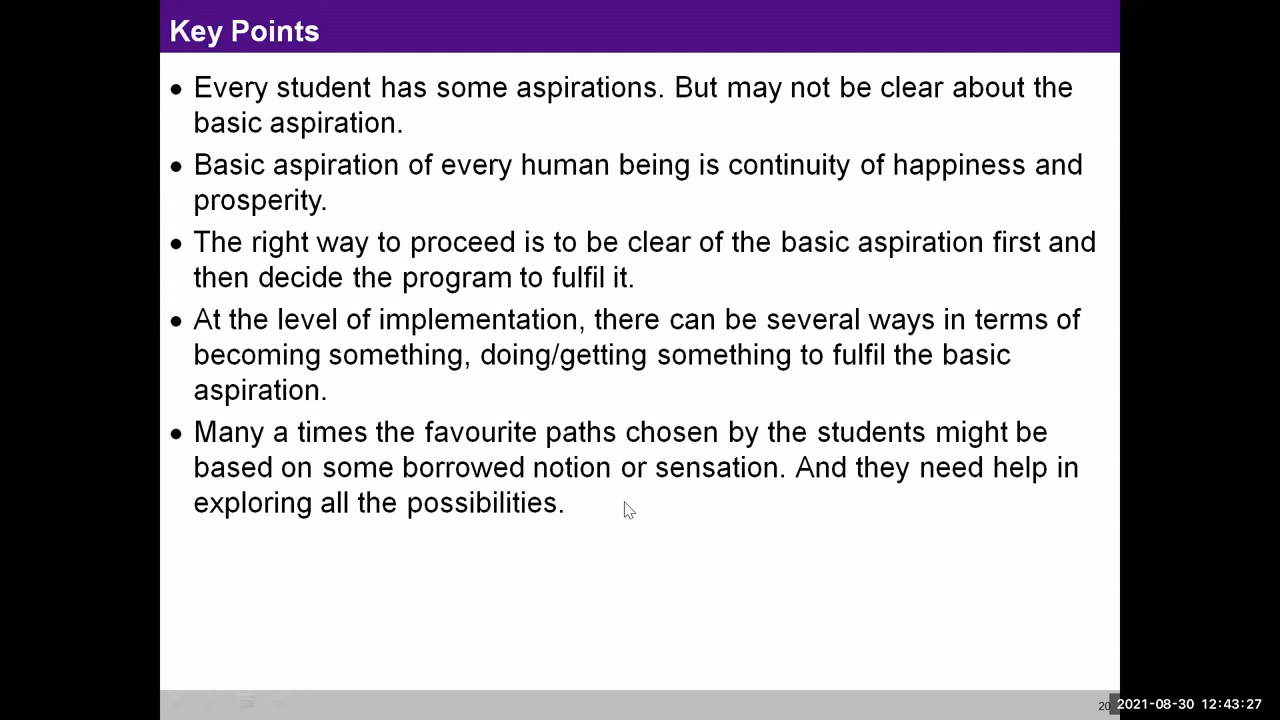 Key Points
• Every student has some aspirations. But may not be clear about the
basic aspiration.
• Basic aspiration of every human being is continuity of happiness and
prosperity.
• The right way to proceed is to be clear of the basic aspiration first and
then decide the program to fulfil it.
• At the level of implementation, there can be several ways in terms of
becoming something, doing/getting something to fulfil the basic
aspiration.
• Many a times the favourite paths chosen by the students might be
based on some borrowed notion or sensation. And they need help in
exploring all the possibilities.
20
2021-08-30 12:43:27